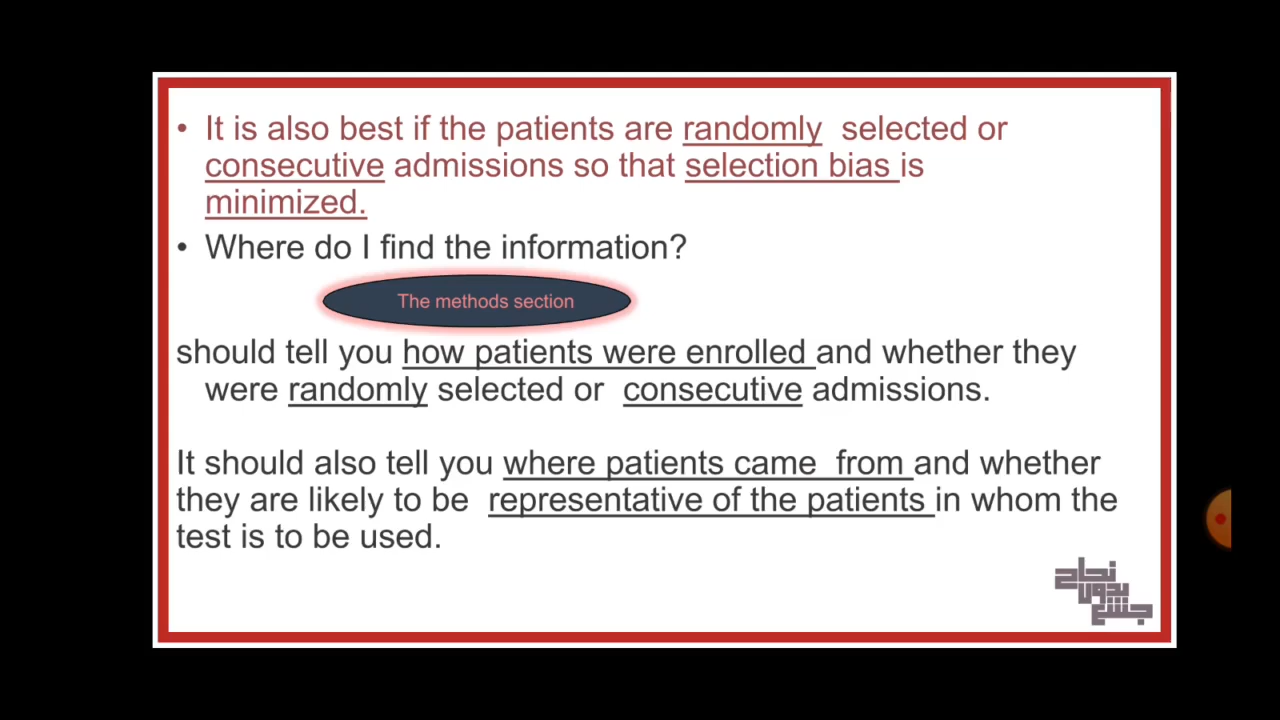 • It is also best if the patients are randomly selected or
consecutive admissions so that selection bias is
minimized.
• Where do I find the information?
The methods section
should tell you how patients were enrolled and whether they
were randomly selected or consecutive admissions.
It should also tell you where patients came from and whether
they are likely to be representative of the patients in whom the
test is to be used.
نجاح
بدون
جشع